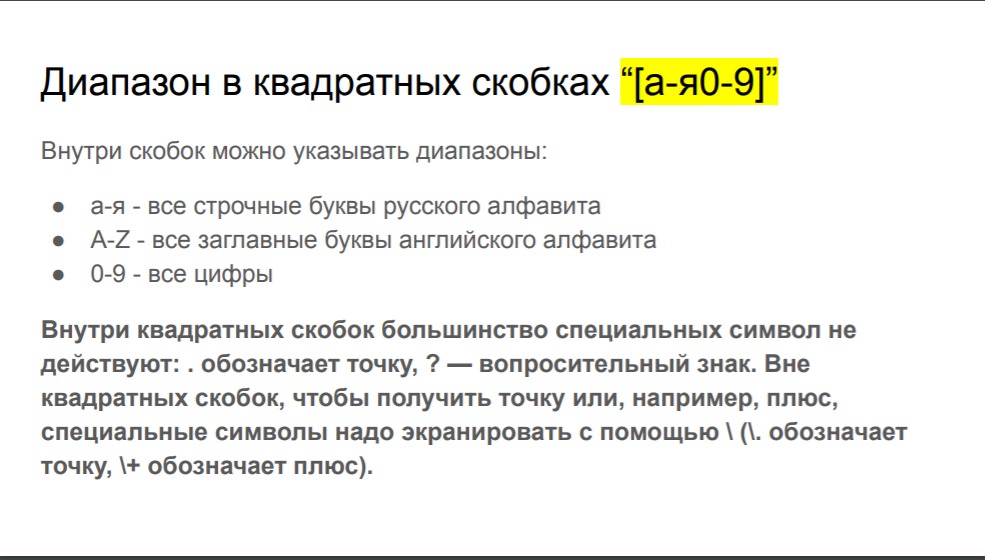 Диапазон в квадратных скобках “[а-я0-9]”
Внутри скобок можно указывать диапазоны:
● а-я - все строчные буквы русского алфавита
● A-Z - все заглавные буквы английского алфавита
● 0-9 - все цифры
Внутри квадратных скобок большинство специальных символ не
действуют: . обозначает точку, ? — вопросительный знак. Вне
квадратных скобок, чтобы получить точку или, например, плюс,
специальные символы надо экранировать с помощью \ (\. обозначает
точку, \+ обозначает плюс).